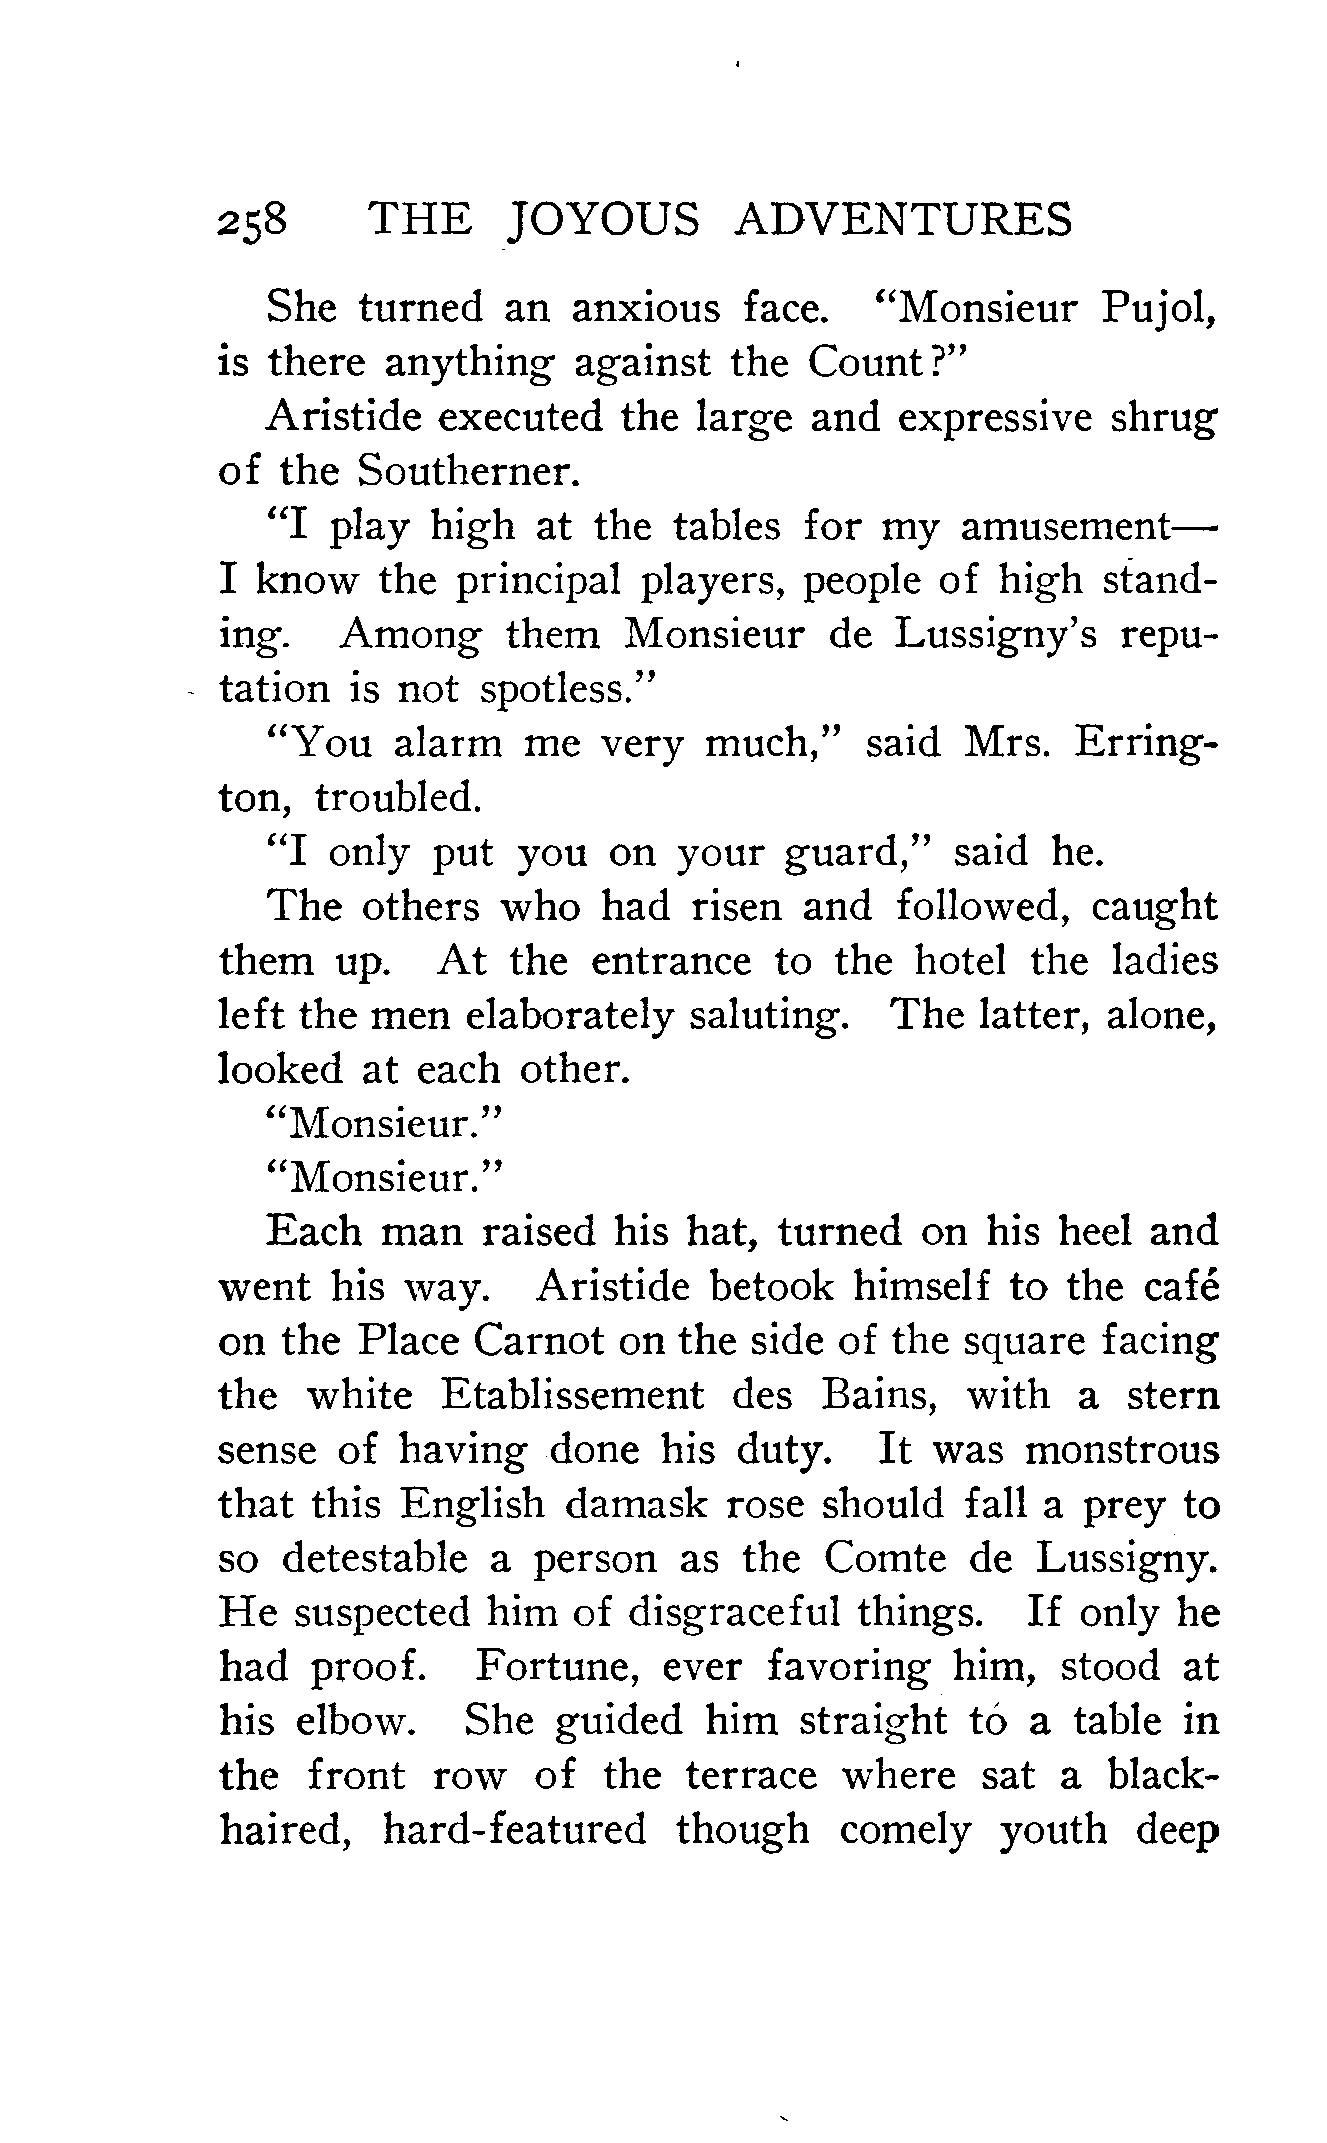 258 THE JOYOUS ADVENTURES
She turned an anxious face. “Monsieur Pujol,
is there anything against the Count?”
Aristide executed the large and expressive shrug
of the Southerner.
“I play high at the tables for my amusement—
I know the principal players, people of high stand-
ing. Among them Monsieur de Lussigny’s repu-
tation is not spotless.”
“You alarm me very much,” said Mrs. Erring-
ton, troubled.
“I only put you on your guard,” said he.
The others who had risen and followed, caught
them up. At the entrance to the hotel the ladies
left the men elaborately saluting. The latter, alone,
looked at each other.
“Monsieur.”
“Monsieur.”
Each man raised his hat, turned on his heel and
went his way. Aristide betook himself to the café
on the Place Carnot on the side of the square facing
the white Etablissement des Bains, with a stern
sense of having done his duty. It was monstrous
that this English damask rose should fall a prey to
so detestable a person as the Comte de Lussigny.
He suspected him of disgraceful things. If only he
had proof. Fortune, ever favoring him, stood at
his elbow. She guided him straight to a table in
the front row of the terrace where sat a black-
haired, hard-featured though comely youth deep